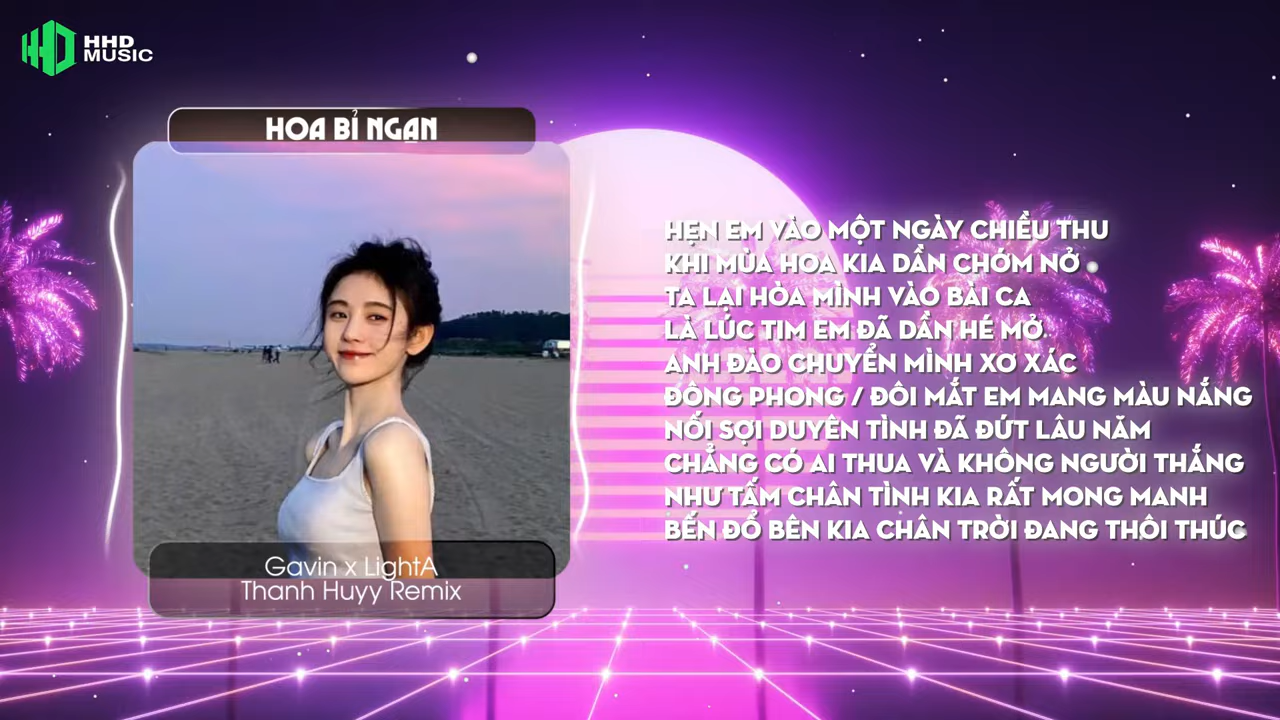 HHD
MUSIC
HOA BỈ NGẠN
Gavin x LightA
Thanh Huyy Remix
HẸN EM VÀO MỘT NGÀY CHIỀU THU
KHI MÙA HOA KIA DẦN CHỚM NỞ
TA LẠI HÒA MÌNH VÀO BÀI CA
LÀ LÚC TIM EM ĐÃ DẦN HÉ MỞ
ANH ĐÀO CHUYỂN MÌNH XƠ XÁC
ĐÔNG PHONG / ĐÔI MẮT EM MANG MÀU NẮNG
NỐI SỢI DUYÊN TÌNH ĐÃ ĐỨT LÂU NĂM
CHẲNG CÓ AI THUA VÀ KHÔNG NGƯỜI THẮNG
NHƯ TẤM CHÂN TÌNH KIA RẤT MONG MANH
BẾN ĐỖ BÊN KIA CHÂN TRỜI ĐANG THÔI THÚC